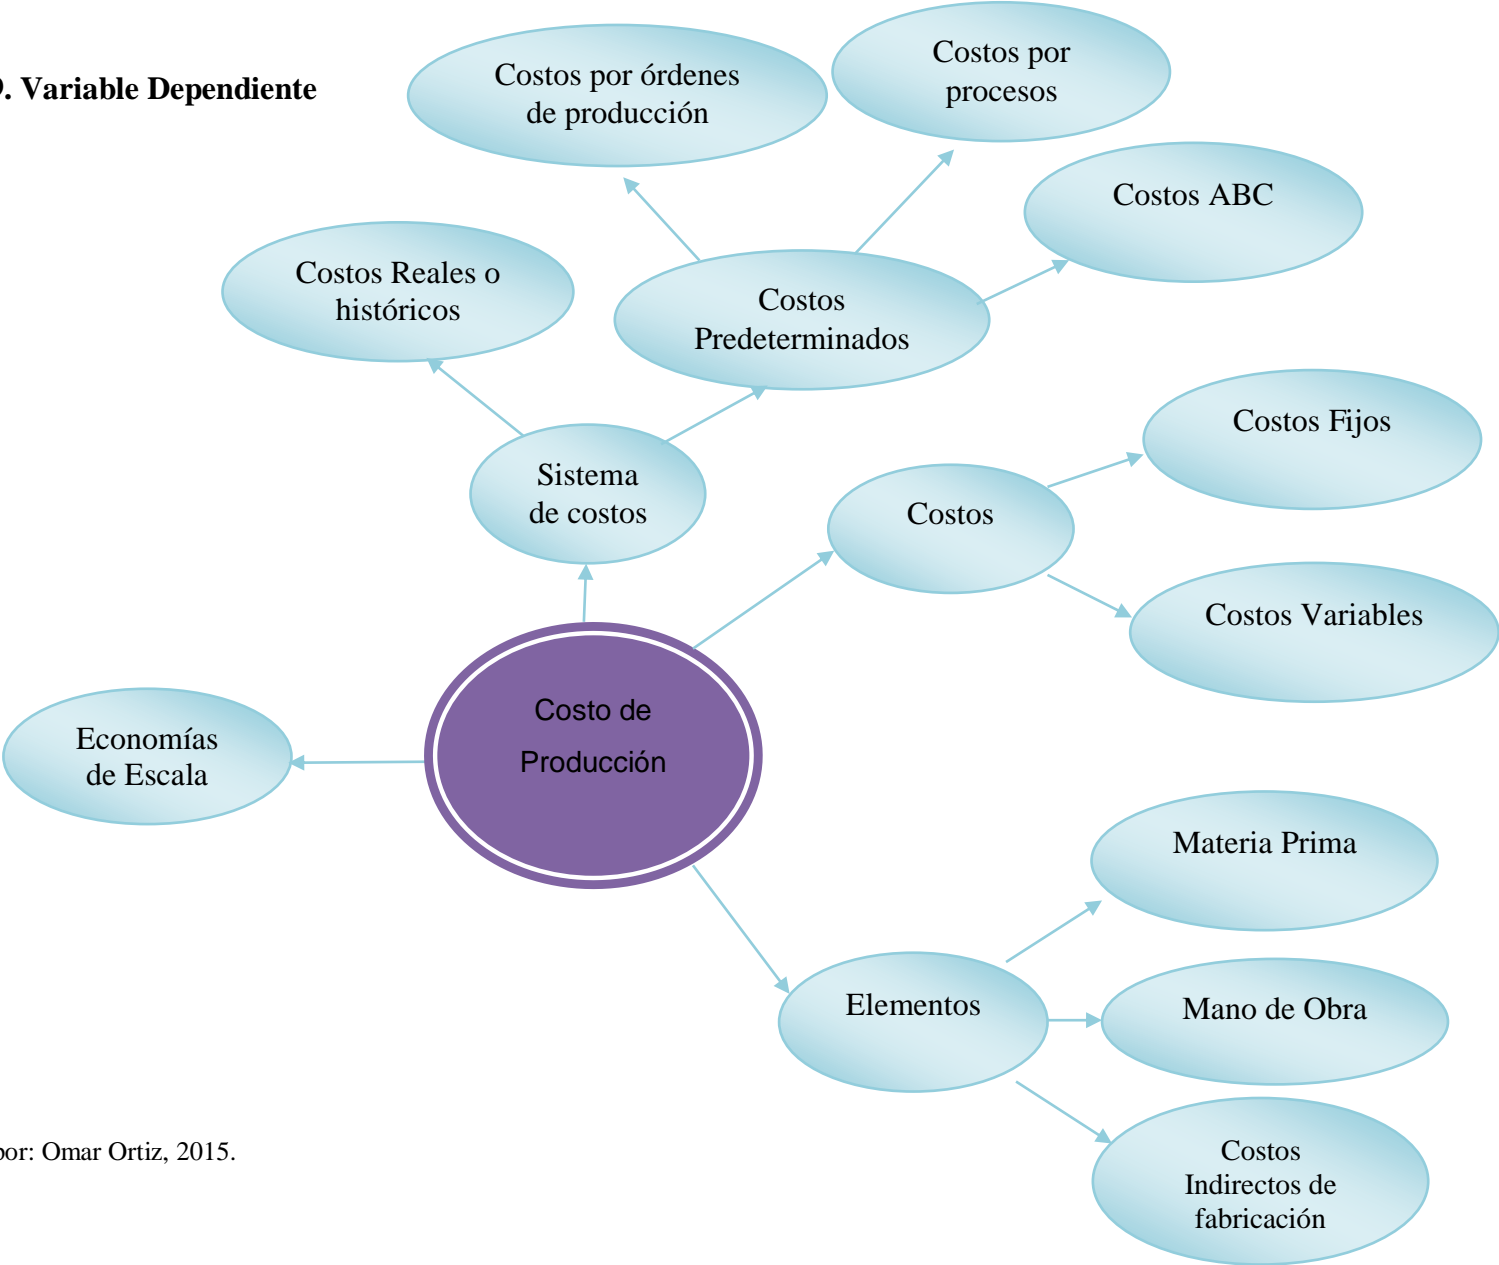 . Variable Dependiente
Costos por órdenes
de producción
Costos por
procesos
Costos ABC
Costos Reales o
históricos
Costos
Predeterminados
Costos Fijos
Sistema
de costos
Costos
Costos Variables
Costo de
Producción
Economías
de Escala
Materia Prima
Elementos
Mano de Obra
Costos
Indirectos de
fabricación
por: Omar Ortiz, 2015.